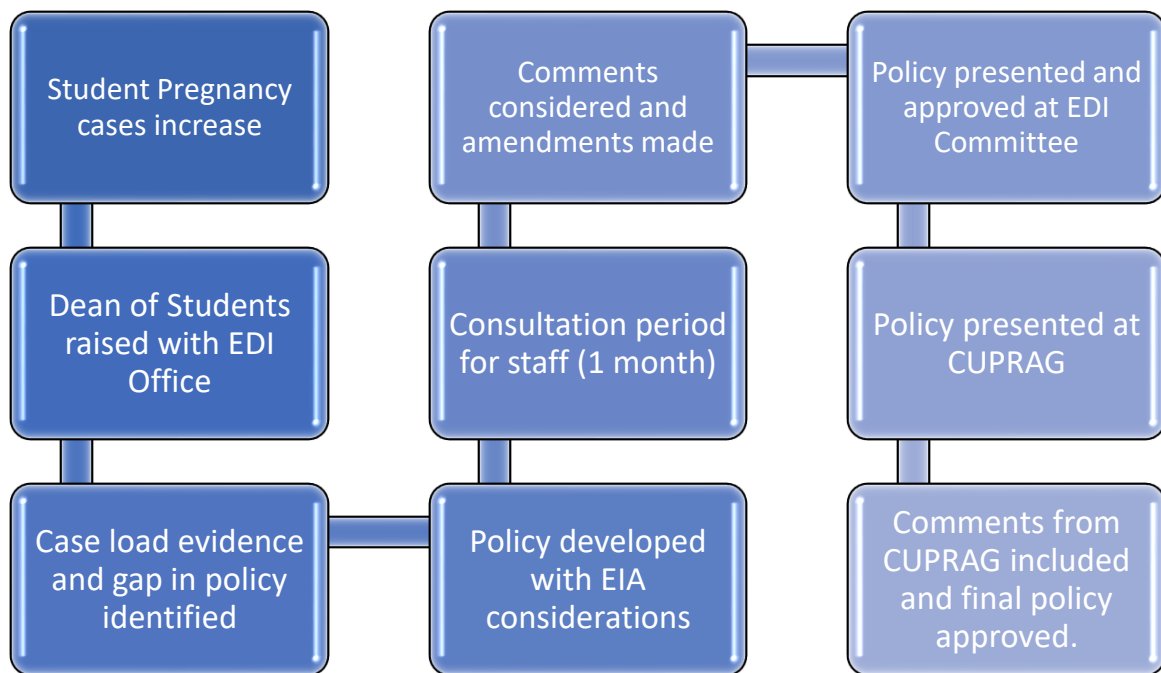 Student Pregnancy
cases increase
Dean of Students
raised with EDI
Office
Case load evidence
and gap in policy
identified
Policy developed
with EIA
considerations
Consultation period
for staff (1 month)
Comments
considered and
amendments made
Policy presented and
approved at EDI
Committee
Policy presented at
CUPRAG
Comments from
CUPRAG included
and final policy
approved.